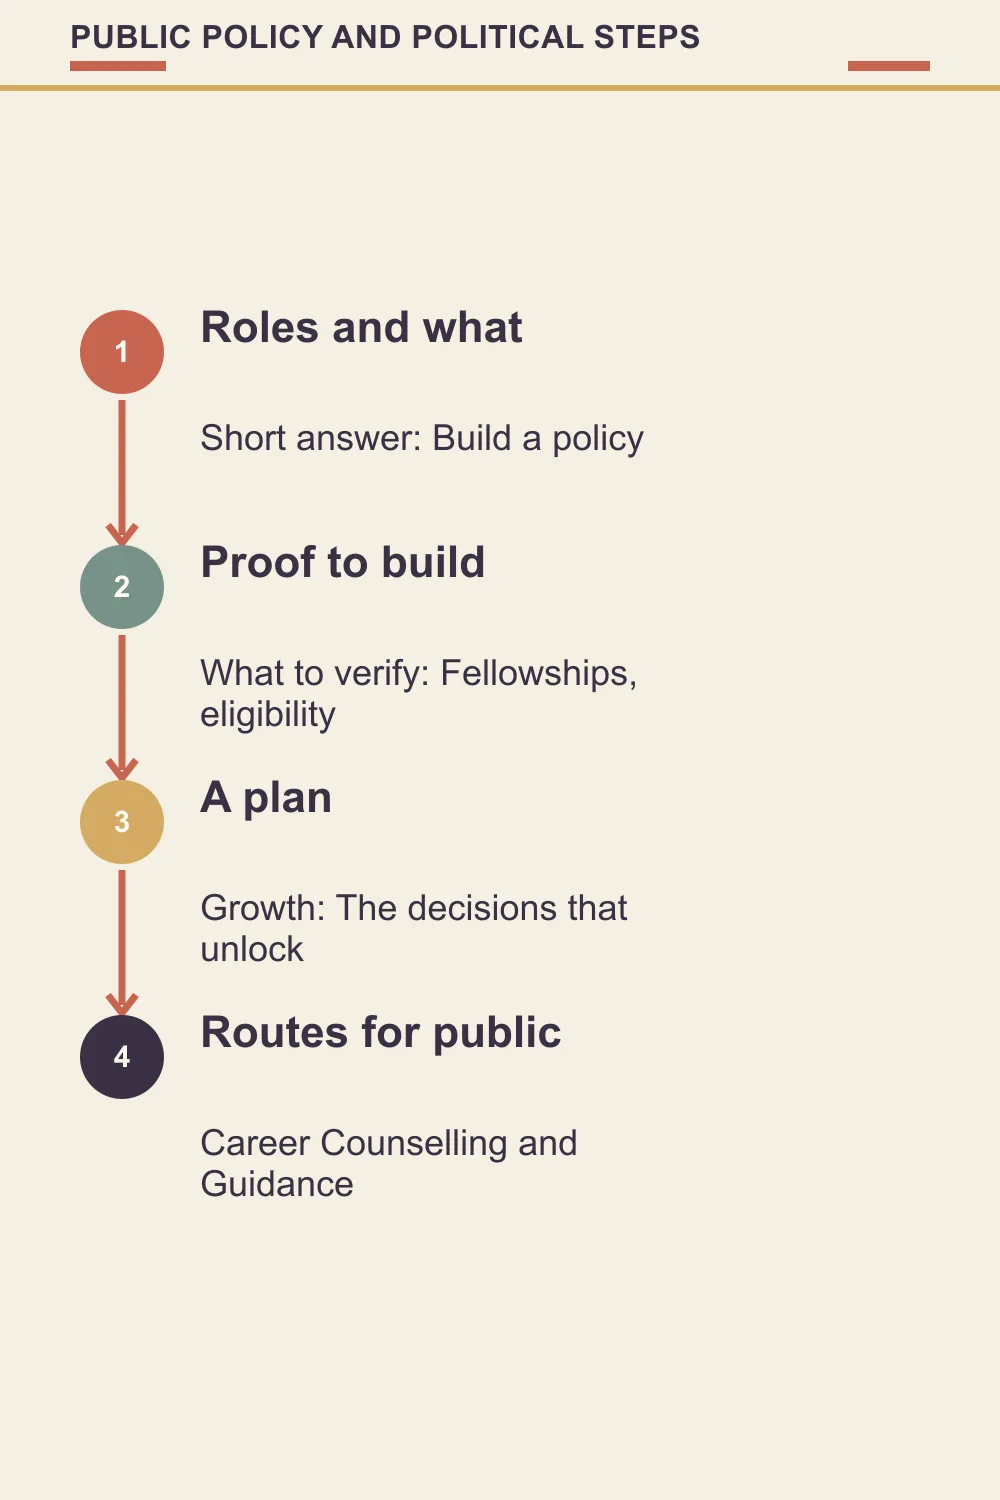 PUBLIC POLICY AND POLITICAL STEPS
1
Roles and what
Short answer: Build a policy
2
Proof to build
What to verify: Fellowships,
eligibility
3
A plan
Growth: The decisions that
unlock
4
Routes for public
Career Counselling and
Guidance